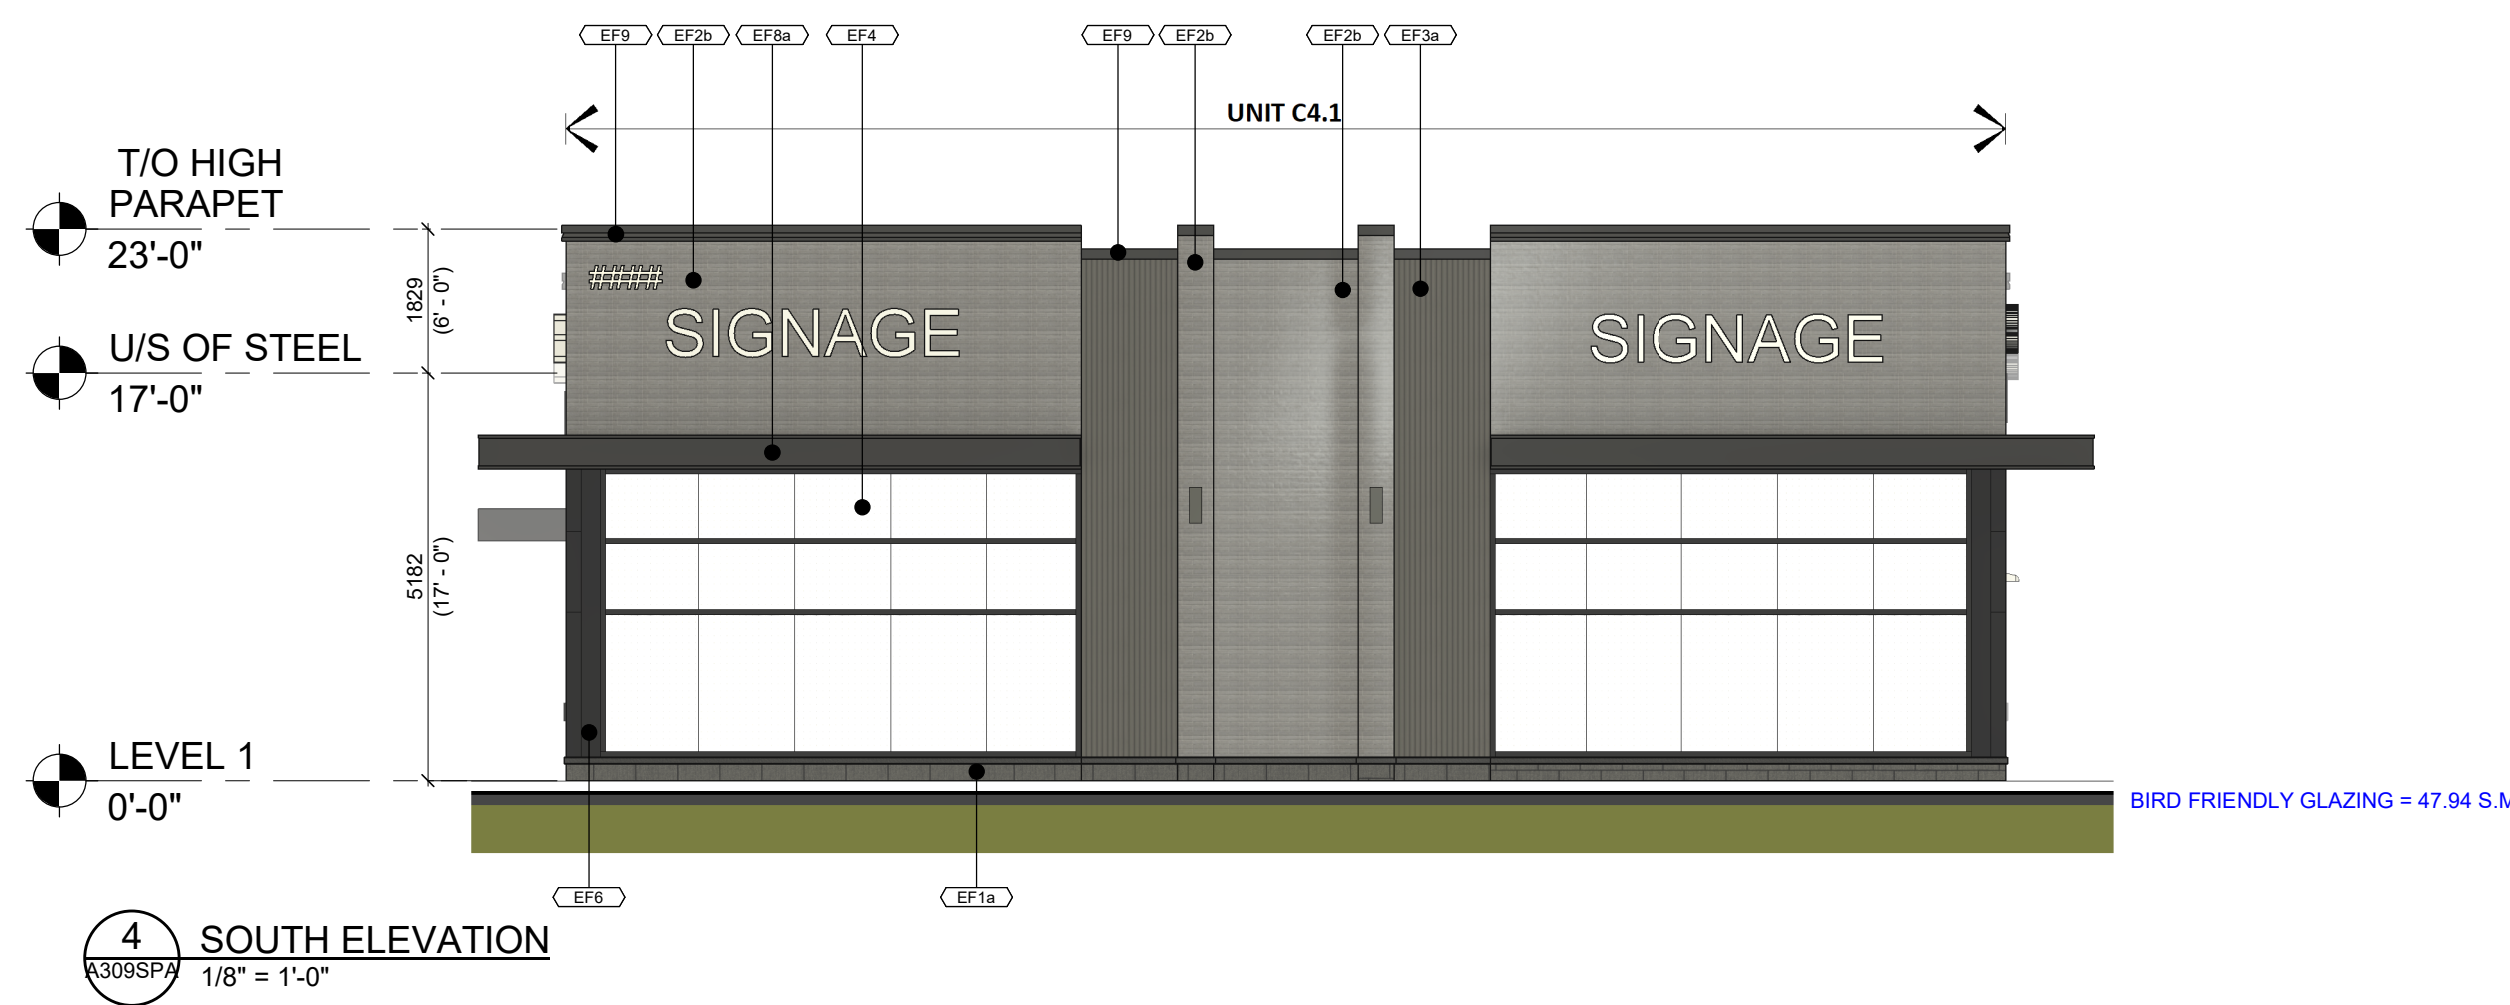 EF9 EF2b EF8a EF4 EF9 EF2b EF2b EF3a
UNIT C4.1
T/O HIGH
PARAPET
23'-0"
1829
(6' - 0")
U/S OF STEEL
17'-0"
5182
(17' - 0")
LEVEL 1
0'-0"
######
SIGNAGE
SIGNAGE
BIRD FRIENDLY GLAZING = 47.94 S.M
EF6 EF1a
4
A309SPA
SOUTH ELEVATION
1/8" = 1'-0"